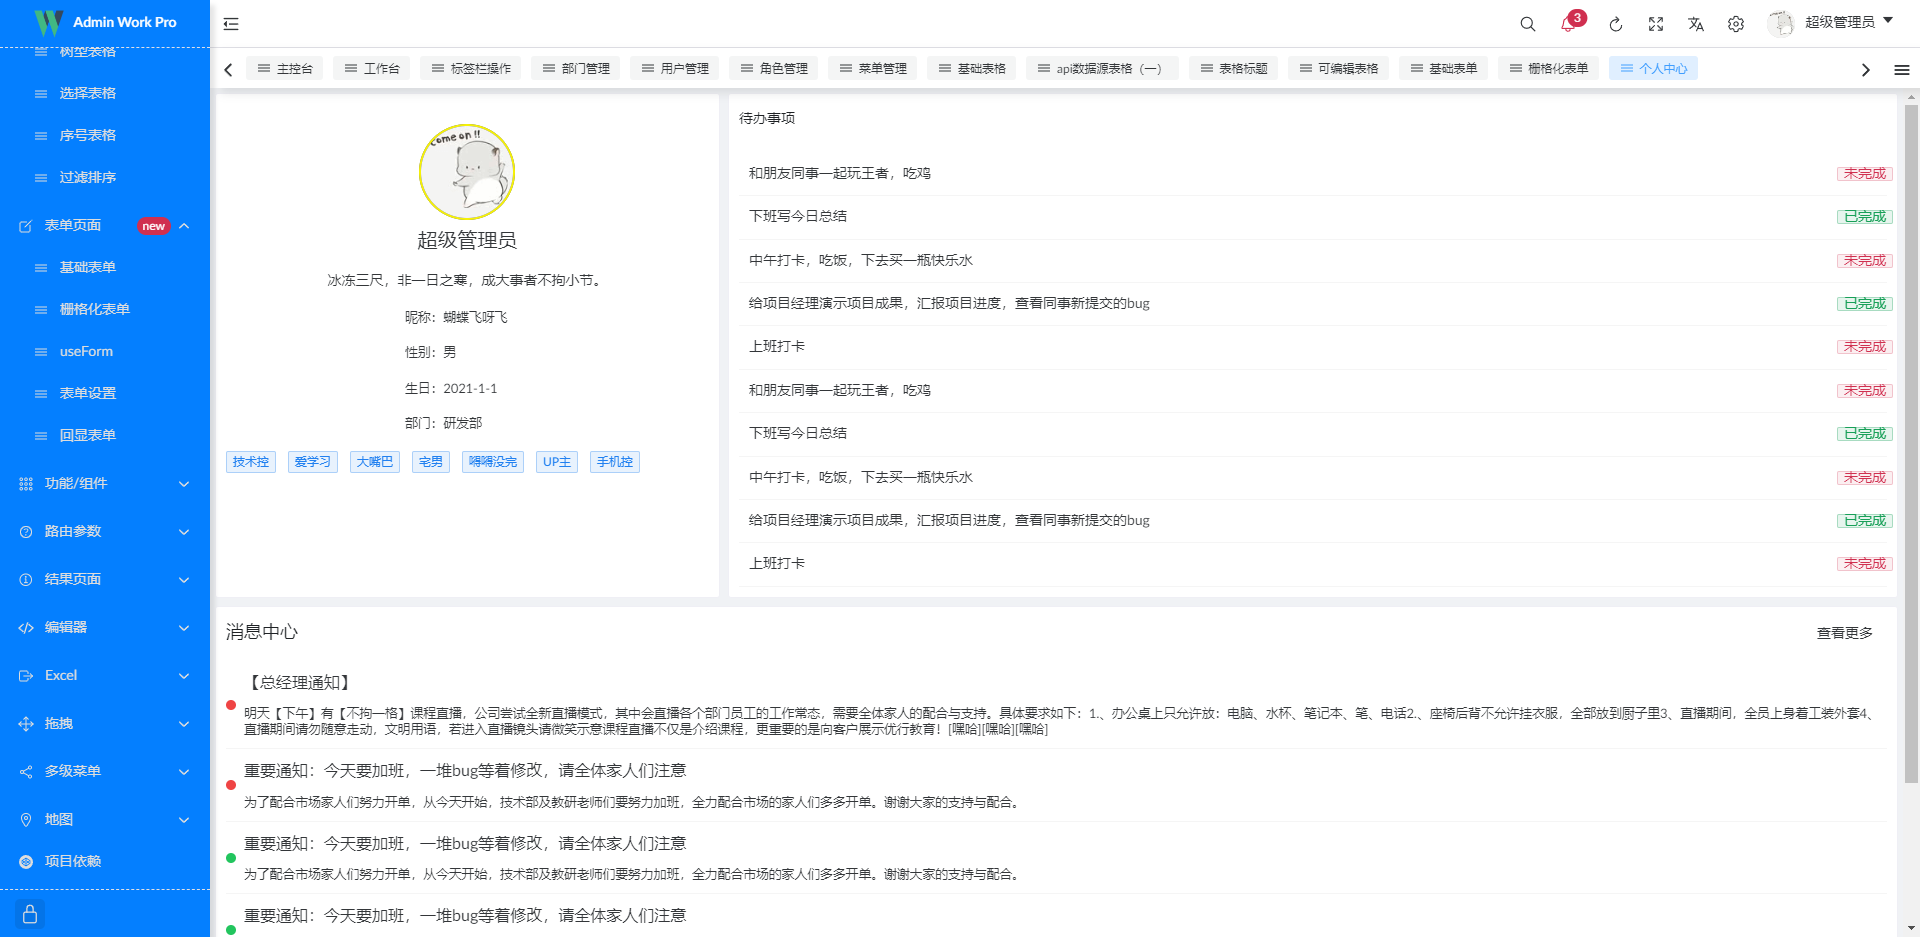 Admin Work Pro
树型表格
选择表格
序号表格
过滤排序
表单页面 new
基础表单
栅格化表单
useForm
表单设置
回显表单
功能/组件
路由参数
结果页面
编辑器
Excel
拖拽
多级菜单
地图
项目依赖
3
超级管理员
主控台
工作台
标签栏操作
部门管理
用户管理
角色管理
菜单管理
基础表格
api数据源表格（一）
表格标题
可编辑表格
基础表单
栅格化表单
个人中心
come on !!
超级管理员
冰冻三尺，非一日之寒，成大事者不拘小节。
昵称：蝴蝶飞呀飞
性别：男
生日：2021-1-1
部门：研发部
技术控 爱学习 大嘴巴 宅男 嘚嘚没完 UP主 手机控
待办事项
和朋友同事一起玩王者，吃鸡 未完成
下班写今日总结 已完成
中午打卡，吃饭，下去买一瓶快乐水 未完成
给项目经理演示项目成果，汇报项目进度，查看同事新提交的bug 已完成
上班打卡 未完成
和朋友同事一起玩王者，吃鸡 未完成
下班写今日总结 已完成
中午打卡，吃饭，下去买一瓶快乐水 未完成
给项目经理演示项目成果，汇报项目进度，查看同事新提交的bug 已完成
上班打卡 未完成
消息中心 查看更多
【总经理通知】
明天【下午】有【不拘一格】课程直播，公司尝试全新直播模式，其中会直播各个部门员工的工作常态，需要全体家人的配合与支持。具体要求如下：1.、办公桌上只允许放：电脑、水杯、笔记本、笔、电话2.、座椅后背不允许挂衣服，全部放到厨子里3、直播期间，全员上身着工装外套4、
直播期间请勿随意走动，文明用语，若进入直播镜头请微笑示意课程直播不仅是介绍课程，更重要的是向客户展示优行教育！[嘿哈][嘿哈][嘿哈]
重要通知：今天要加班，一堆bug等着修改，请全体家人们注意
为了配合市场家人们努力开单，从今天开始，技术部及教研老师们要努力加班，全力配合市场的家人们多多开单。谢谢大家的支持与配合。
重要通知：今天要加班，一堆bug等着修改，请全体家人们注意
为了配合市场家人们努力开单，从今天开始，技术部及教研老师们要努力加班，全力配合市场的家人们多多开单。谢谢大家的支持与配合。
重要通知：今天要加班，一堆bug等着修改，请全体家人们注意